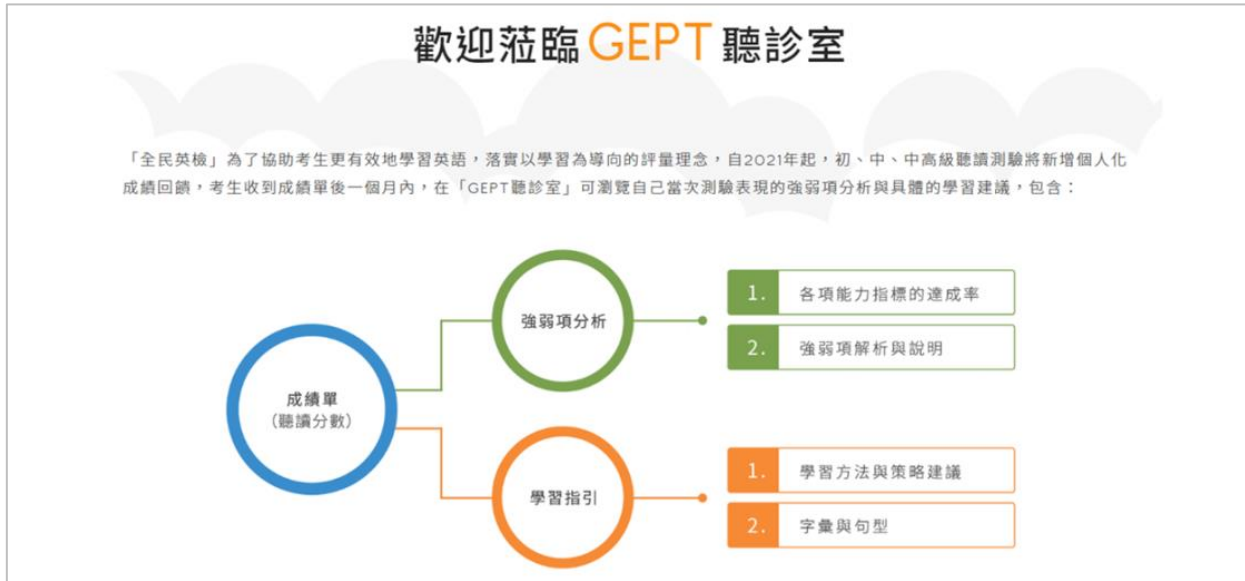 歡迎蒞臨 GEPT 聽診室
「全民英檢」為了協助考生更有效地學習英語,落實以學習為導向的評量理念,自2021年起,初、中、中高級聽讀測驗將新增個人化
成績回饋,考生收到成績單後一個月內,在「GEPT聽診室」可瀏覽自己當次測驗表現的強弱項分析與具體的學習建議,包含:
成績單
(聽讀分數)
強弱項分析
1. 各項能力指標的達成率
2. 強弱項解析與說明
學習指引
1. 學習方法與策略建議
2. 字彙與句型